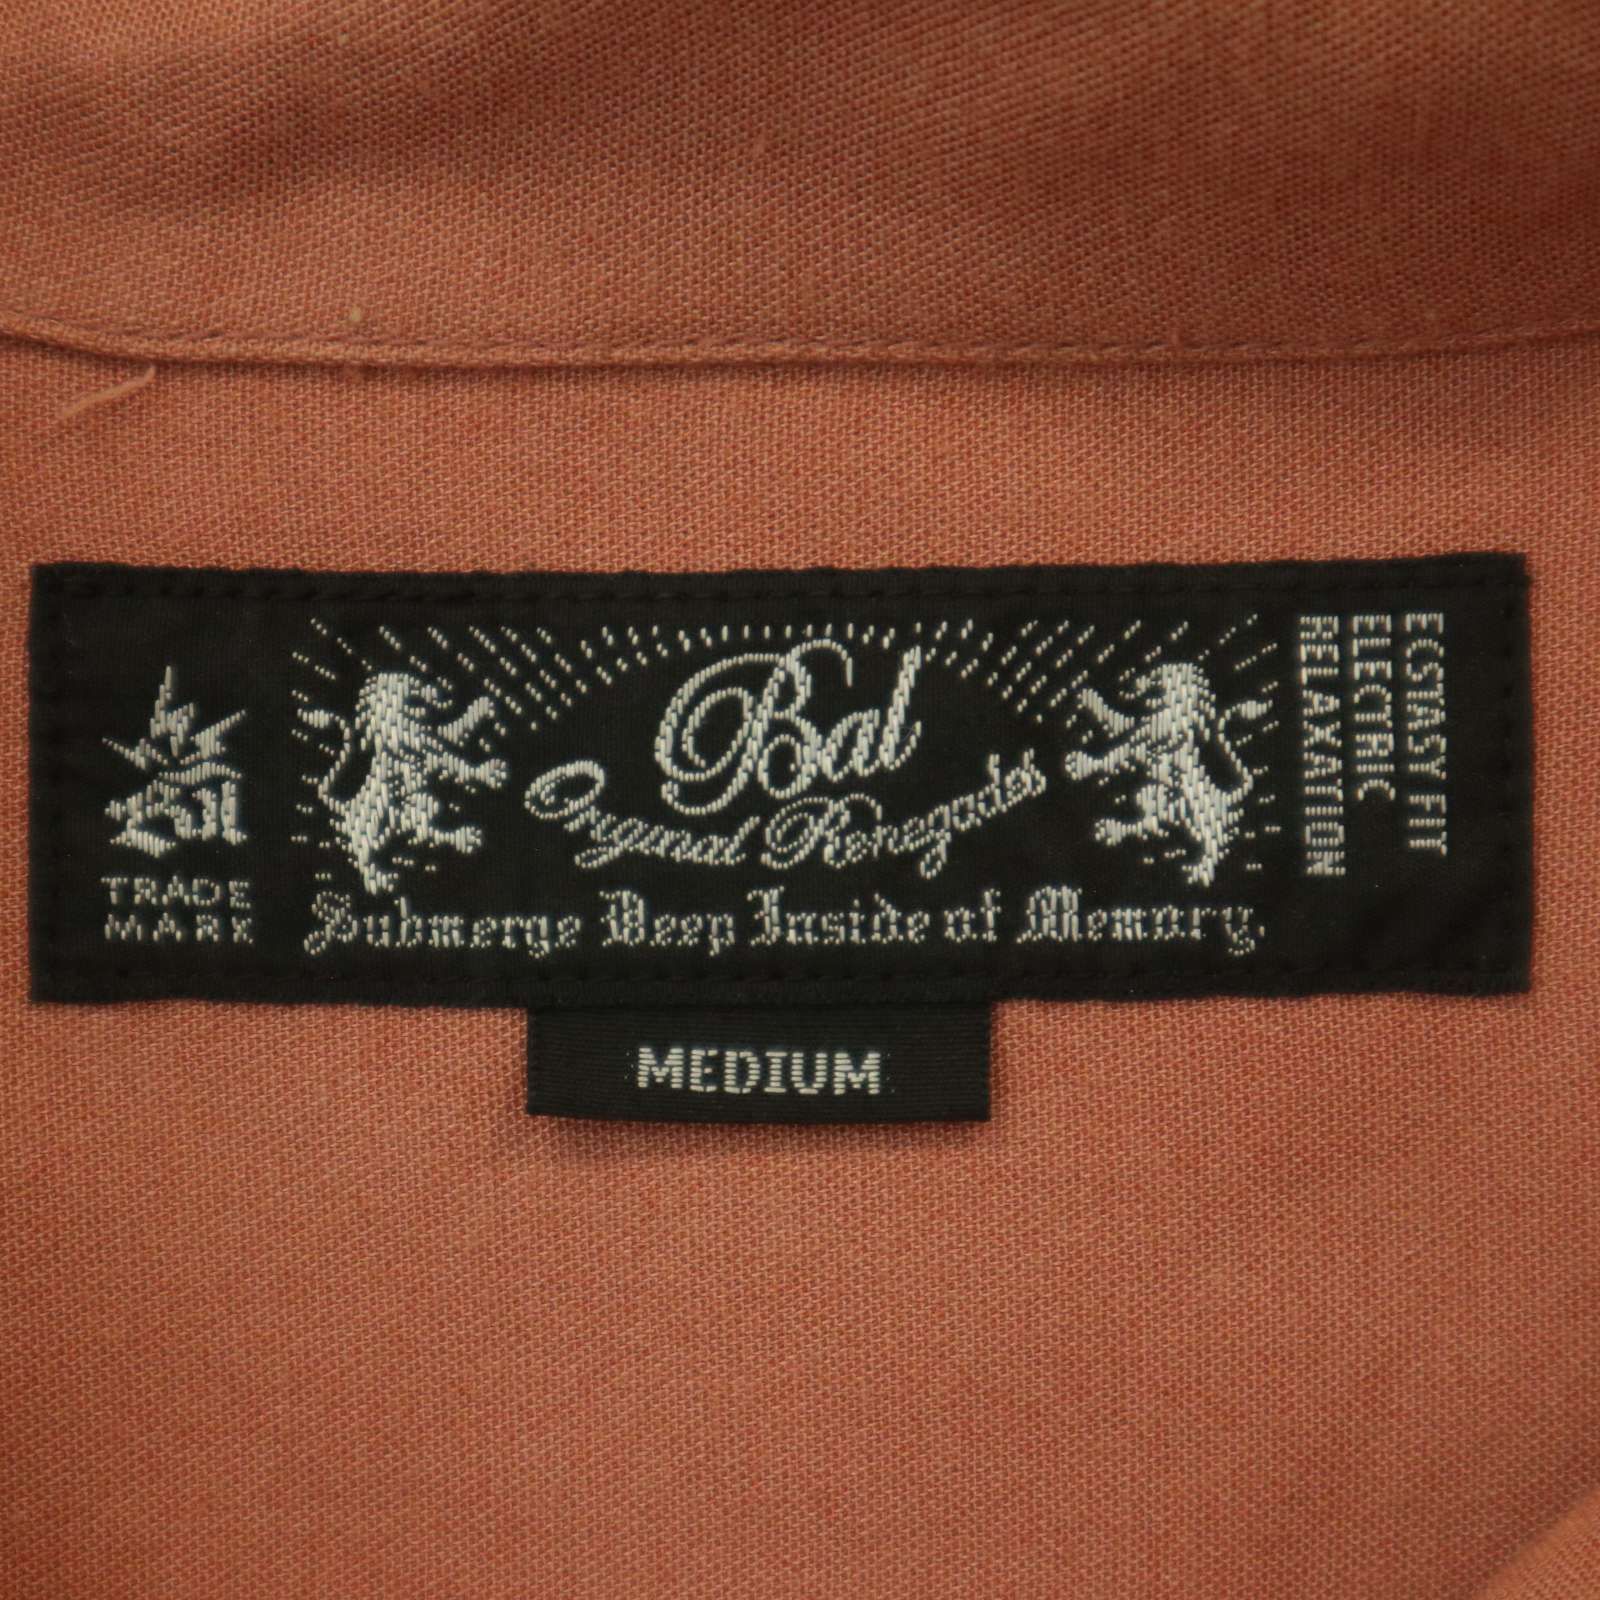 TRADE
MARK
Bal
Original Renegades
Submerge Deep Inside of Memory.
ECSTASY FIT
ELECTRIC
RELAXATION
MEDIUM